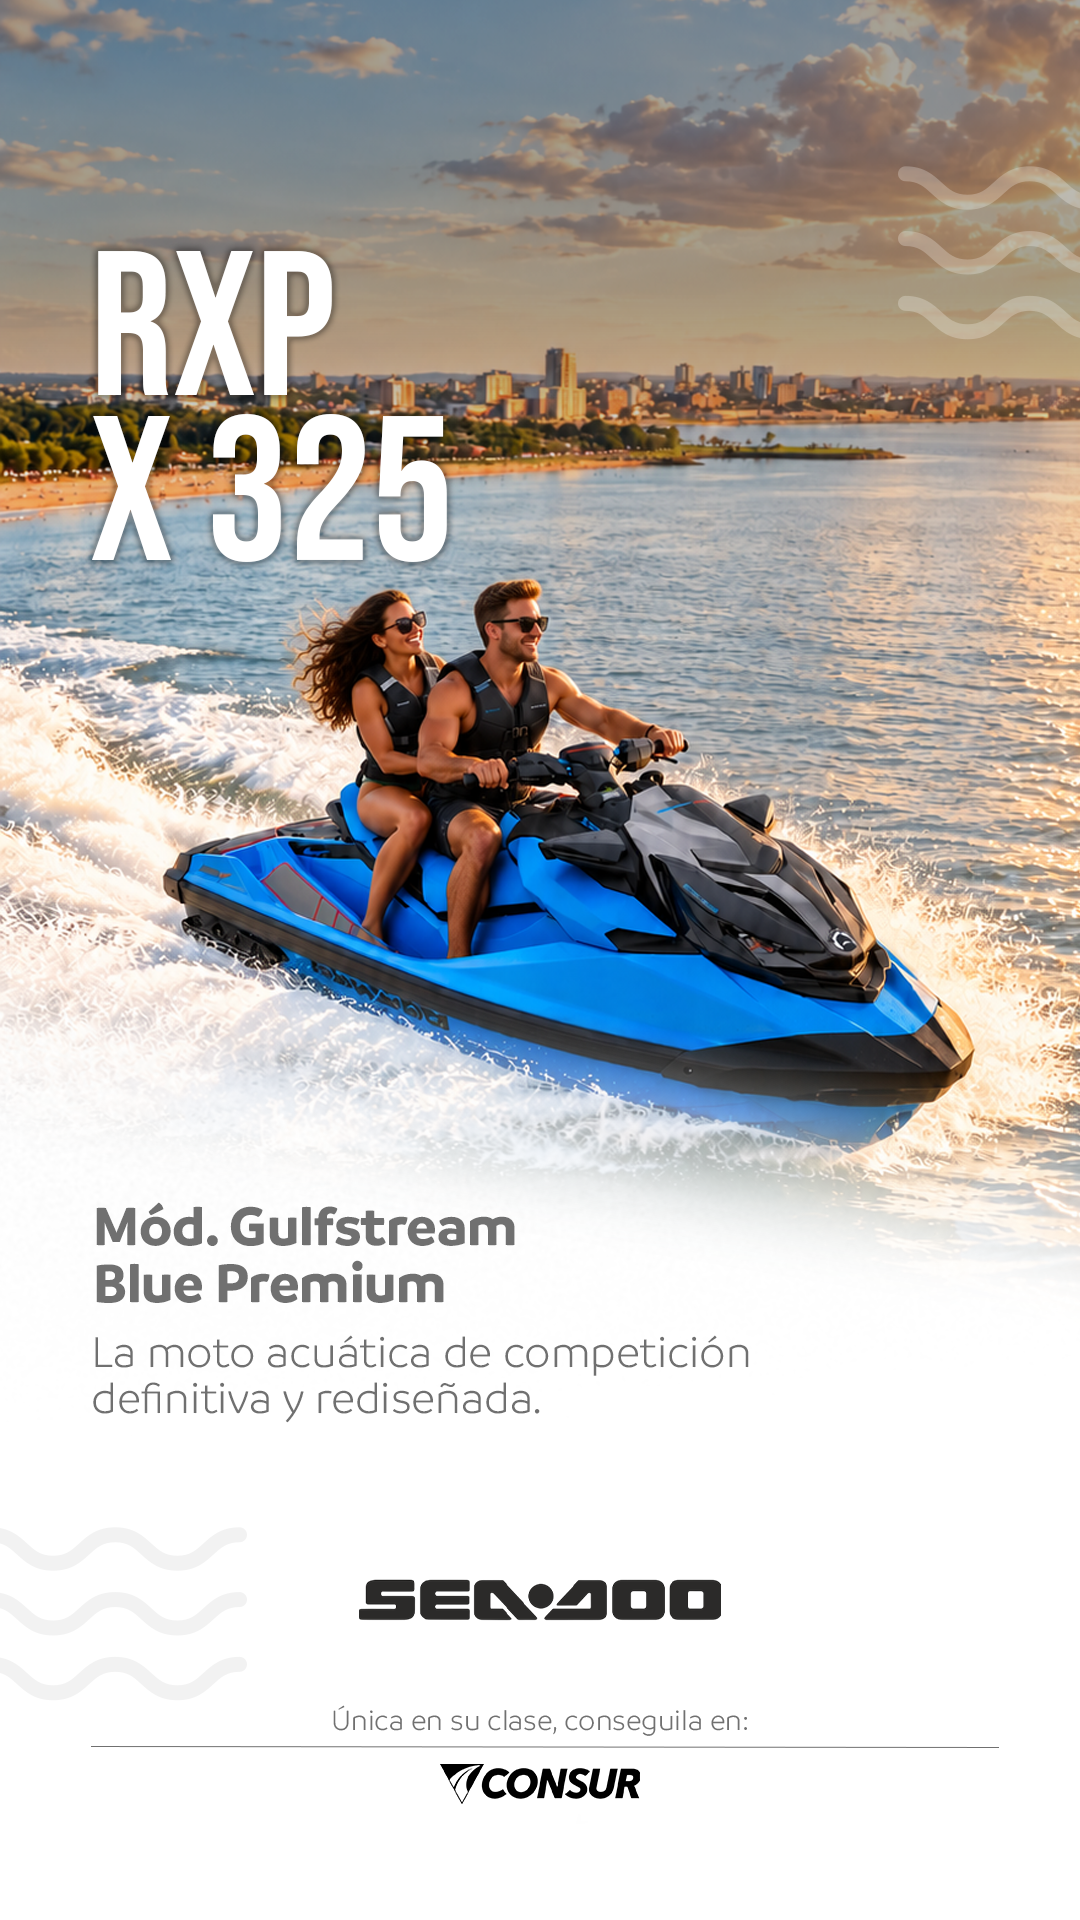 RXP
X 325
Mód. Gulfstream
Blue Premium
La moto acuática de competición
definitiva y rediseñada.
SEA-DOO
Única en su clase, conseguila en:
CONSUR